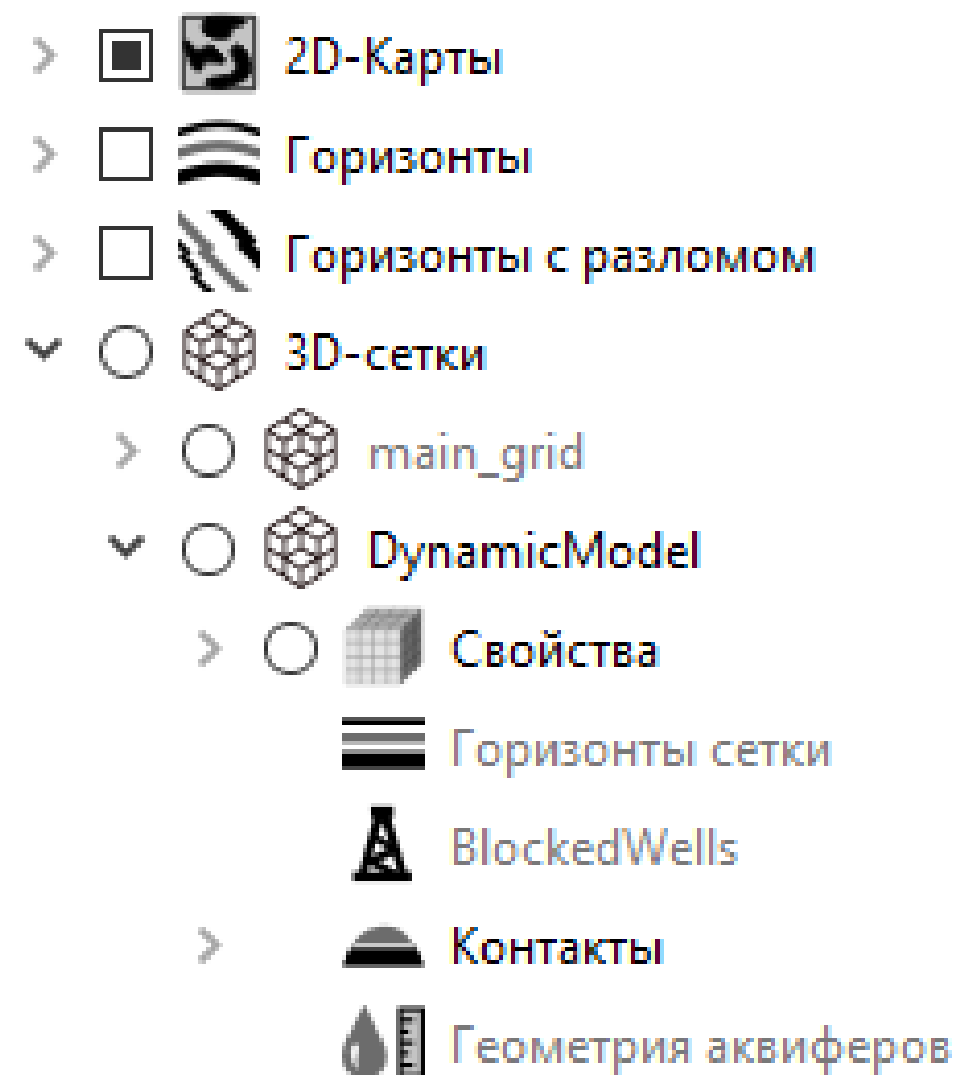 2D-Карты
Горизонты
Горизонты с разломом
3D-сетки
main_grid
DynamicModel
Свойства
Горизонты сетки
BlockedWells
Контакты
Геометрия аквиферов